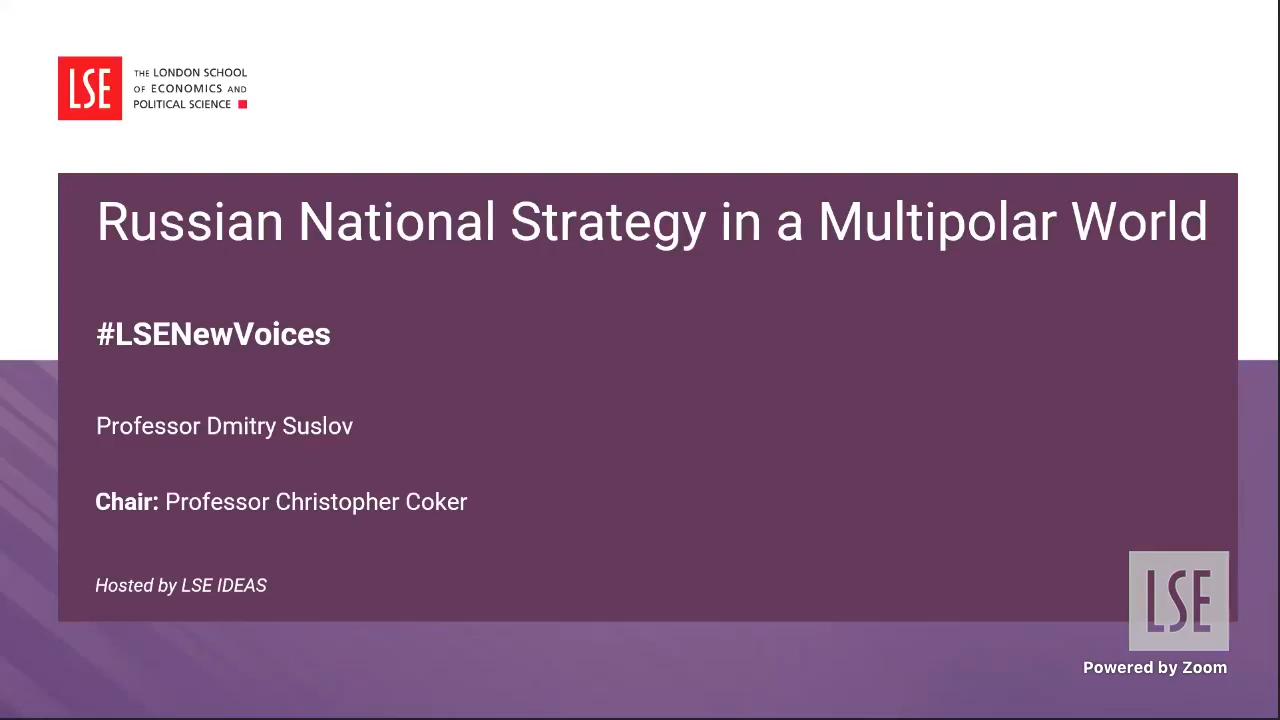 LSE
THE LONDON SCHOOL
OF ECONOMICS AND
POLITICAL SCIENCE
Russian National Strategy in a Multipolar World
#LSENewVoices
Professor Dmitry Suslov
Chair: Professor Christopher Coker
Hosted by LSE IDEAS
LSE
Powered by Zoom